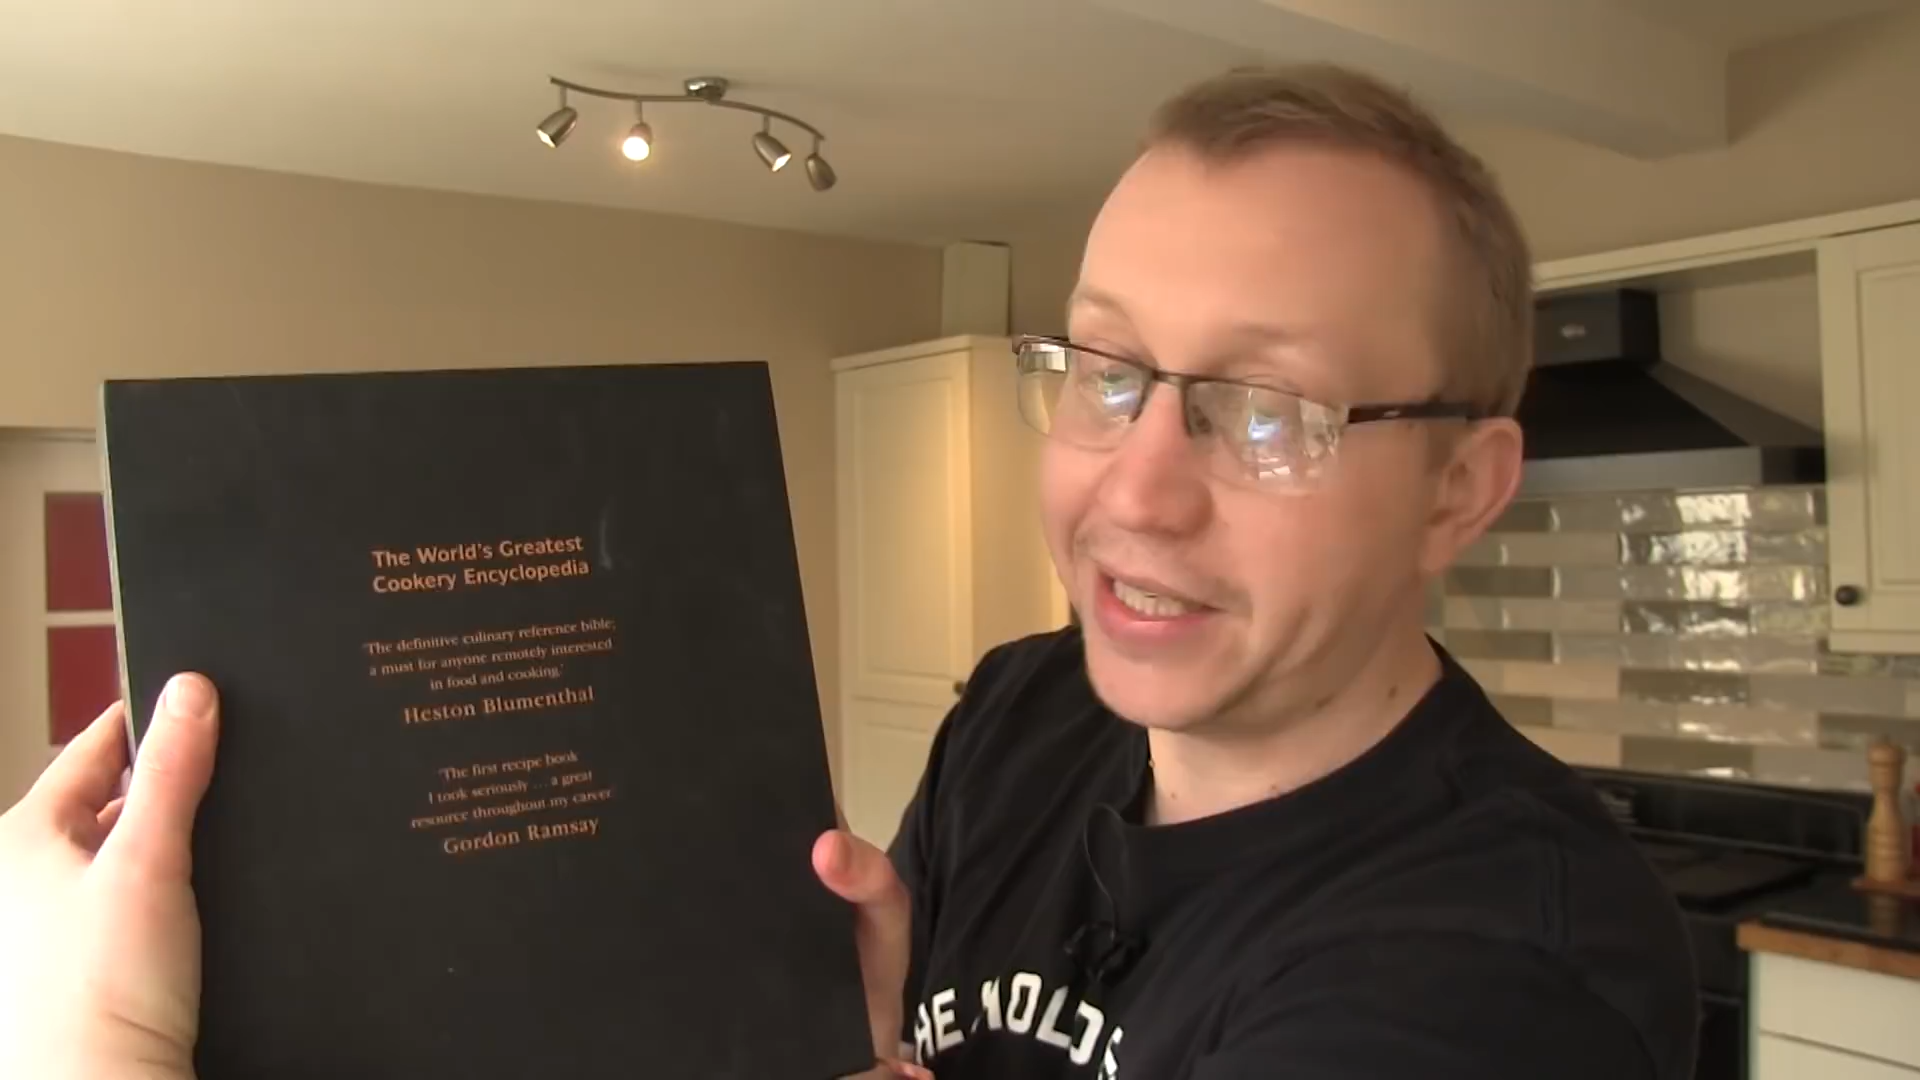 The World's Greatest
Cookery Encyclopedia
'The definitive culinary reference bible;
a must for anyone remotely interested
in food and cooking.'
Heston Blumenthal
'The first recipe book
I took seriously ... a great
resource throughout my career'
Gordon Ramsay
HE